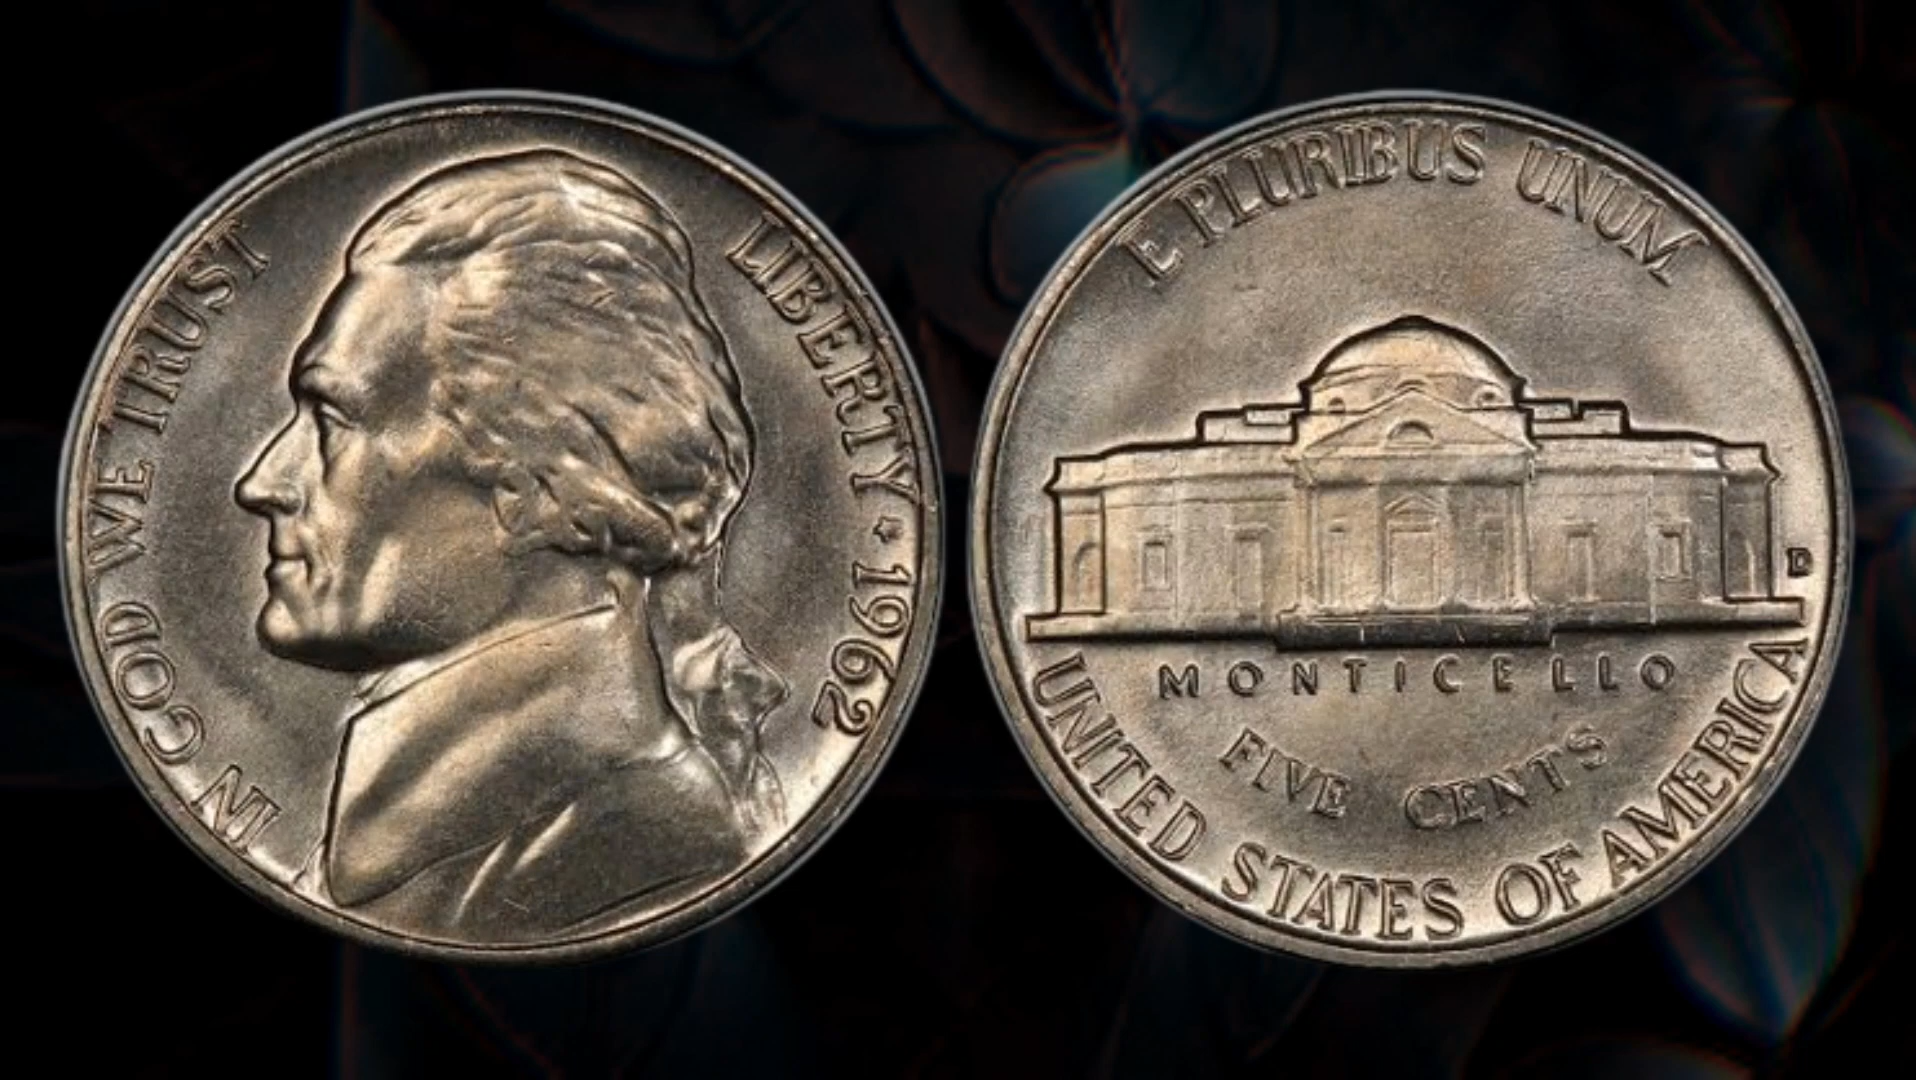 IN GOD WE TRUST
LIBERTY ★ 1962
E PLURIBUS UNUM
D
MONTICELLO
FIVE CENTS
UNITED STATES OF AMERICA